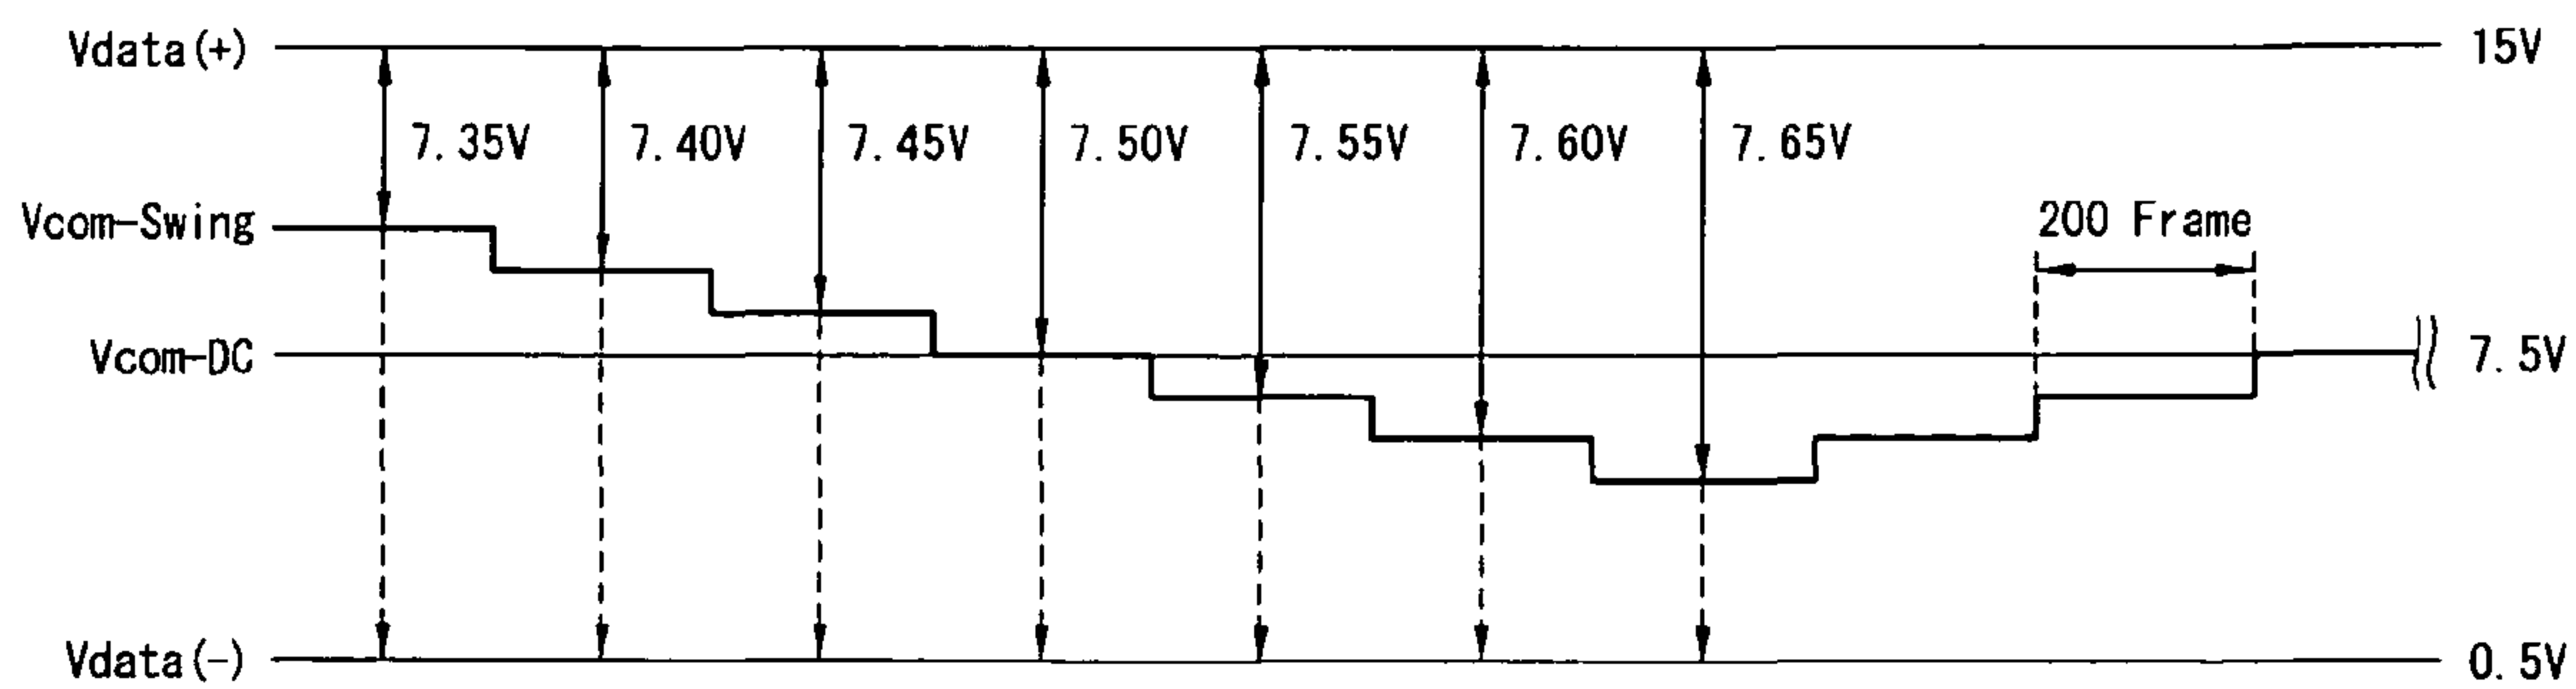 Vdata(+)
15V
7.35V
7.40V
7.45V
7.50V
7.55V
7.60V
7.65V
Vcom-Swing
200 Frame
Vcom-DC
7.5V
Vdata(-)
0.5V